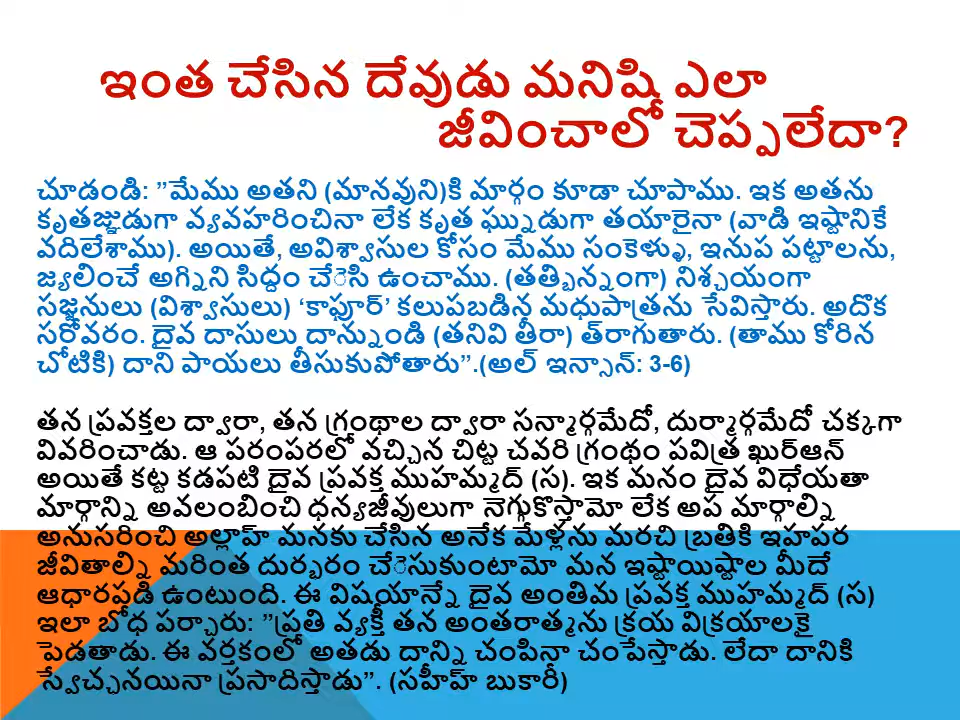 ఇంత చేసిన దేవుడు మనిషి ఎలా
జీవించాలో చెప్పలేదా?
చూడండి: ”మేము అతని (మానవుని)కి మార్గం కూడా చూపాము. ఇక అతను
కృతజ్ఞుడుగా వ్యవహరించినా లేక కృత ఘ్నుడుగా తయారైనా (వాడి ఇష్టానికే
వదిలేశాము). అయితే, అవిశ్వాసుల కోసం మేము సంకెళ్ళు, ఇనుప పట్టాలను,
జ్వలించే అగ్నిని సిద్ధం చేెసి ఉంచాము. (తత్భిన్నంగా) నిశ్చయంగా
సజ్జనులు (విశ్వాసులు) ‘కాఫూర్’ కలుపబడిన మధుపాత్రను సేవిస్తారు. అదొక
సరోవరం. దైవ దాసులు దాన్నుండి (తనివి తీరా) త్‌రాగుతారు. (తాము కోరిన
చోటికి) దాని పాయలు తీసుకుపోతారు”.(అల్‌ ఇన్సాన్‌: 3-6)
తన ప్రవక్తల ద్వారా, తన గ్రంథాల ద్వారా సన్మార్గమేదో, దుర్మార్గమేదో చక్కగా
వివరించాడు. ఆ పరంపరలో వచ్చిన చిట్ట చవరి గ్రంథం పవిత్ర ఖుర్‌ఆన్‌
అయితే కట్ట కడపటి దైవ ప్రవక్త ముహమ్మద్‌ (స). ఇక మనం దైవ విధేయతా
మార్గాన్ని అవలంబించి ధన్యజీవులుగా నెగ్గుకొస్తామో లేక అప మార్గాల్ని
అనుసరించి అల్లాహ్‌ మనకు చేసిన అనేక మేళ్లను మరచి బ్రతికి ఇహపర
జీవితాల్ని మరింత దుర్భరం చేెసుకుంటామో మన ఇష్టాయిష్టాల మీదే
ఆధారపడి ఉంటుంది. ఈ విషయాన్నే దైవ అంతిమ ప్రవక్త ముహమ్మద్‌ (స)
ఇలా బోధ పర్చారు: ”ప్రతి వ్యక్తీ తన అంతరాత్మను క్రయ విక్రయాలకై
పెడతాడు. ఈ వర్తకంలో అతడు దాన్ని చంపినా చంపేస్తాడు. లేదా దానికి
స్వేచ్ఛనయినా ప్రసాదిస్తాడు”. (సహీహ్‌ బుకారీ)